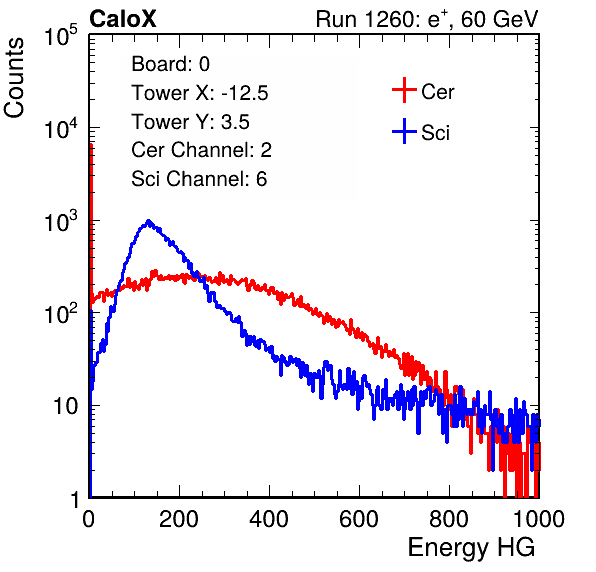 CaloX Run 1260: e⁺, 60 GeV
Counts
10⁵
10⁴
10³
10²
10
1
Board: 0
Tower X: -12.5
Tower Y: 3.5
Cer Channel: 2
Sci Channel: 6
Cer
Sci
0 200 400 600 800 1000
Energy HG